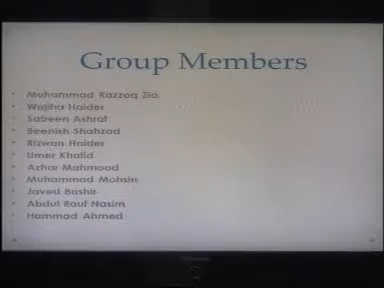 Group Members
Muhammad Razzaq Zia
Wajiha Haider
Sabeen Ashraf
Beenish Shahzad
Rizwan Haider
Umer Khalid
Azhar Mahmood
Muhammad Mohsin
Javed Bashir
Abdul Rauf Nasim
Hammad Ahmed